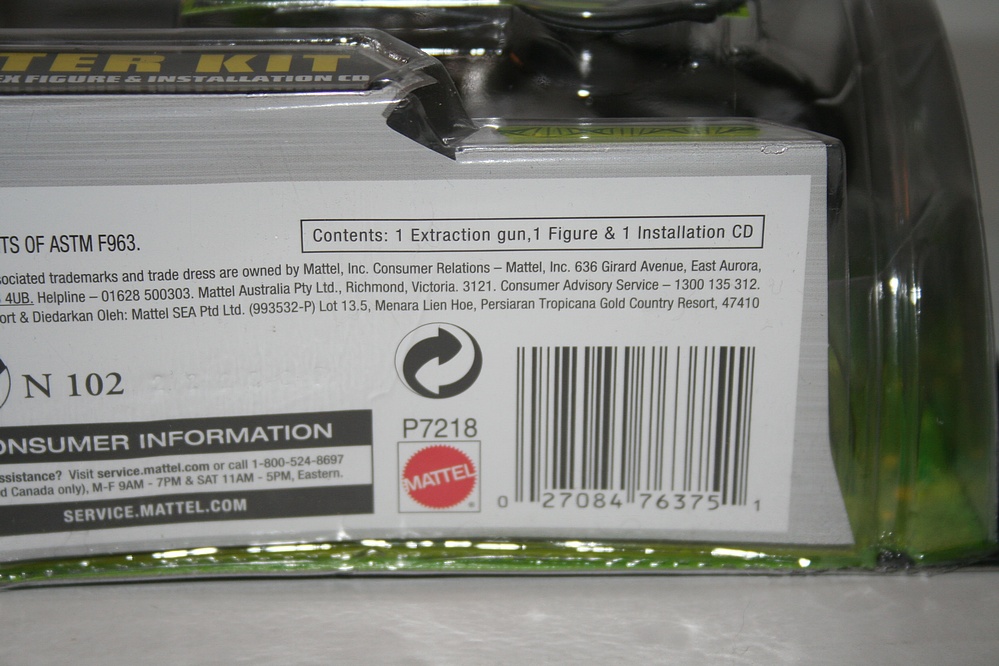 TER KIT
EX FIGURE & INSTALLATION CD
TS OF ASTM F963.
Contents: 1 Extraction gun,1 Figure & 1 Installation CD
sociated trademarks and trade dress are owned by Mattel, Inc. Consumer Relations – Mattel, Inc. 636 Girard Avenue, East Aurora,
4UB. Helpline – 01628 500303. Mattel Australia Pty Ltd., Richmond, Victoria. 3121. Consumer Advisory Service – 1300 135 312.
ort & Diedarkan Oleh: Mattel SEA Ptd Ltd. (993532-P) Lot 13.5, Menara Lien Hoe, Persiaran Tropicana Gold Country Resort, 47410
N 102
P7218
ONSUMER INFORMATION
ssistance? Visit service.mattel.com or call 1-800-524-8697
d Canada only), M-F 9AM - 7PM & SAT 11AM - 5PM, Eastern.
SERVICE.MATTEL.COM
MATTEL
0 27084 76375 1